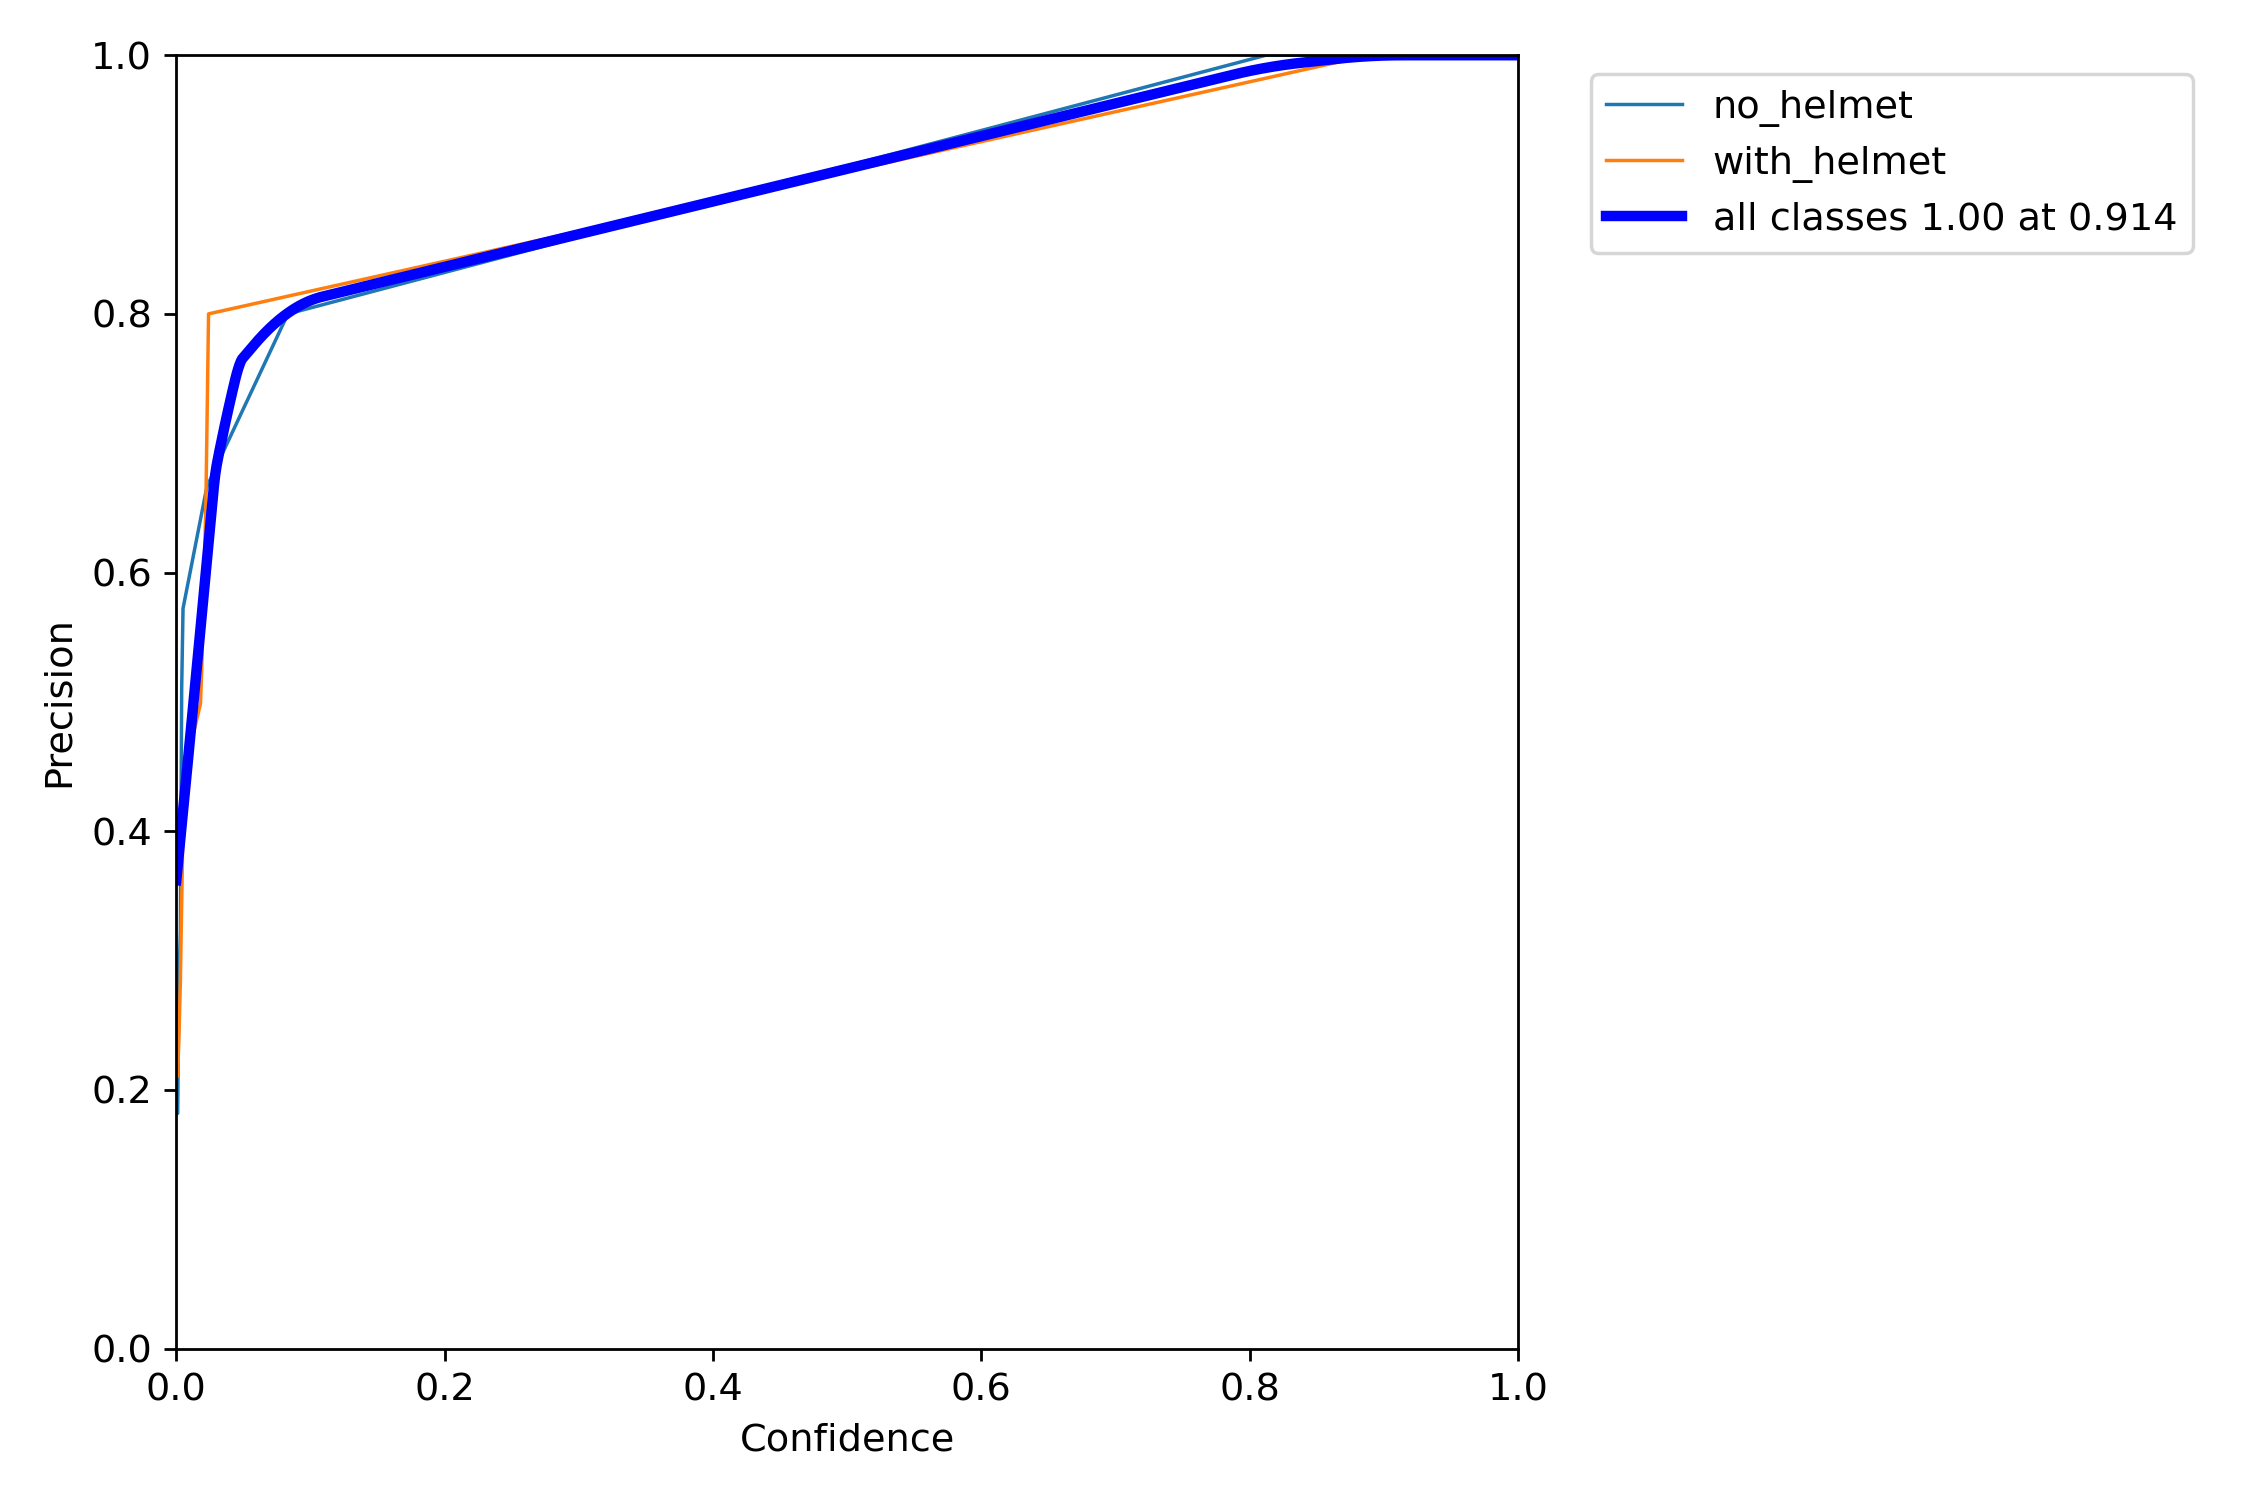 1.0
0.8
0.6
0.4
0.2
0.0
Precision
0.0 0.2 0.4 0.6 0.8 1.0
Confidence
no_helmet
with_helmet
all classes 1.00 at 0.914